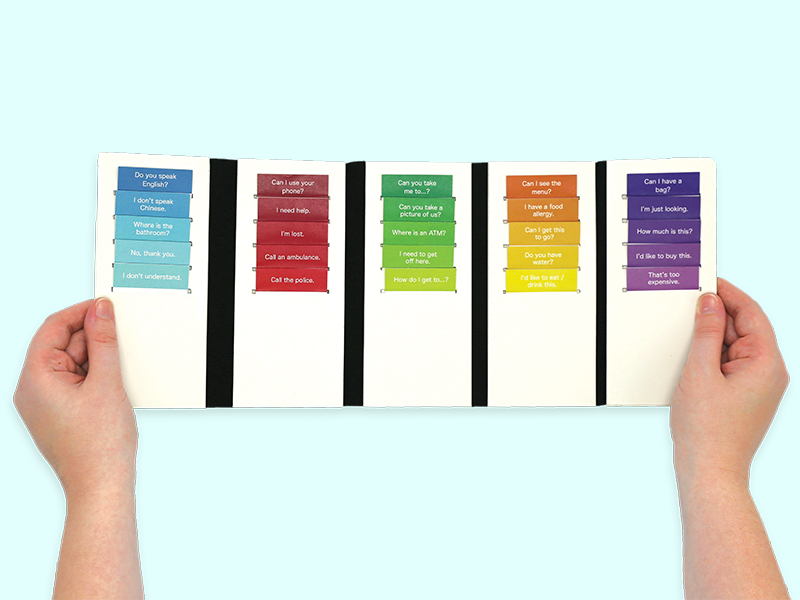 Do you speak
English?
I don't speak
Chinese.
Where is the
bathroom?
No, thank you.
I don't understand.
Can I use your
phone?
I need help.
I'm lost.
Call an ambulance.
Call the police.
Can you take
me to...?
Can you take a
picture of us?
Where is an ATM?
I need to get
off here.
How do I get to...?
Can I see the
menu?
I have a food
allergy.
Can I get this
to go?
Do you have
water?
I'd like to eat /
drink this.
Can I have a
bag?
I'm just looking.
How much is this?
I'd like to buy this.
That's too
expensive.